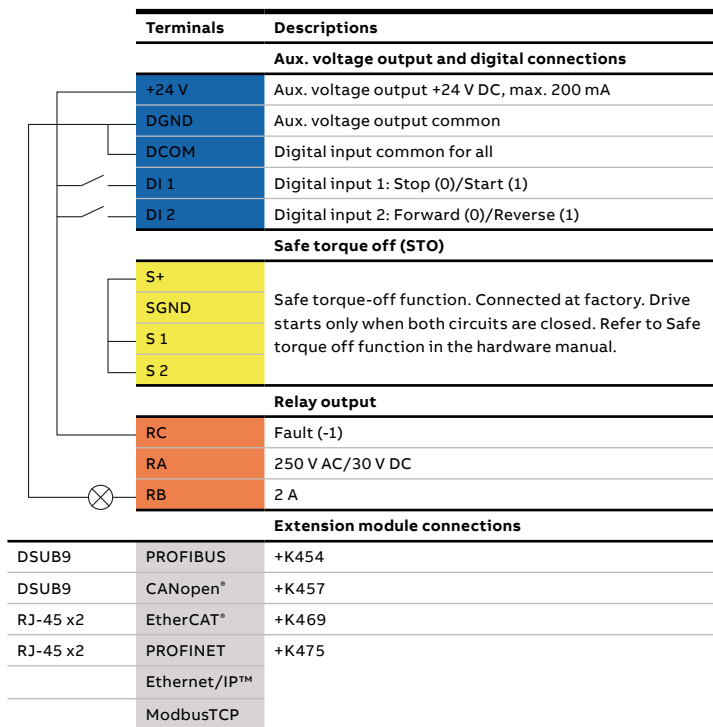 Terminals Descriptions
Aux. voltage output and digital connections
+24 V Aux. voltage output +24 V DC, max. 200 mA
DGND Aux. voltage output common
DCOM Digital input common for all
DI 1 Digital input 1: Stop (0)/Start (1)
DI 2 Digital input 2: Forward (0)/Reverse (1)
Safe torque off (STO)
S+
SGND
S 1
S 2
Safe torque-off function. Connected at factory. Drive
starts only when both circuits are closed. Refer to Safe
torque off function in the hardware manual.
Relay output
RC Fault (-1)
RA 250 V AC/30 V DC
RB 2 A
Extension module connections
DSUB9 PROFIBUS +K454
DSUB9 CANopen® +K457
RJ-45 x2 EtherCAT® +K469
RJ-45 x2 PROFINET +K475
Ethernet/IP™
ModbusTCP